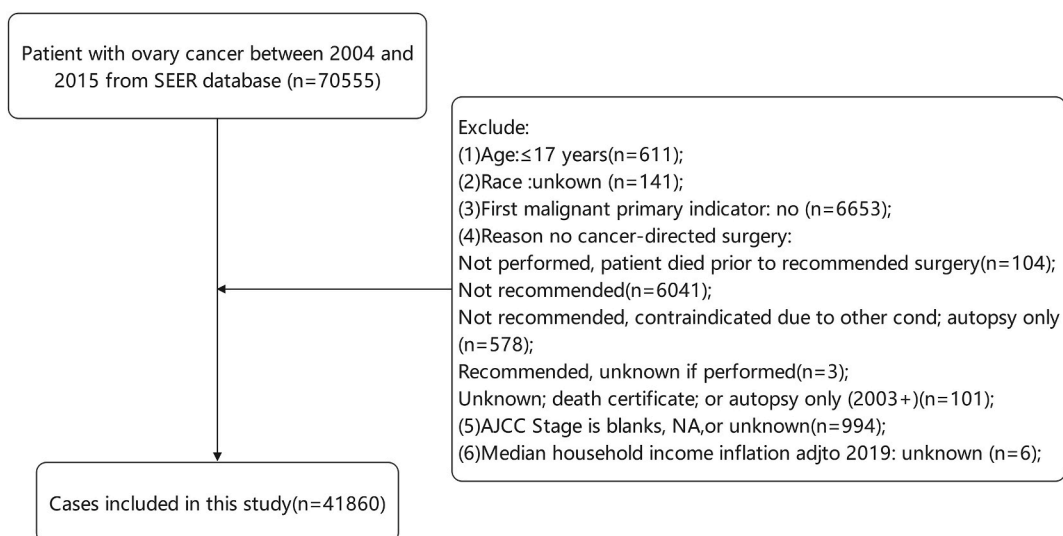 Patient with ovary cancer between 2004 and
2015 from SEER database (n=70555)
Exclude:
(1)Age:≤17 years(n=611);
(2)Race :unkown (n=141);
(3)First malignant primary indicator: no (n=6653);
(4)Reason no cancer-directed surgery:
Not performed, patient died prior to recommended surgery(n=104);
Not recommended(n=6041);
Not recommended, contraindicated due to other cond; autopsy only
(n=578);
Recommended, unknown if performed(n=3);
Unknown; death certificate; or autopsy only (2003+)(n=101);
(5)AJCC Stage is blanks, NA,or unknown(n=994);
(6)Median household income inflation adjto 2019: unknown (n=6);
Cases included in this study(n=41860)